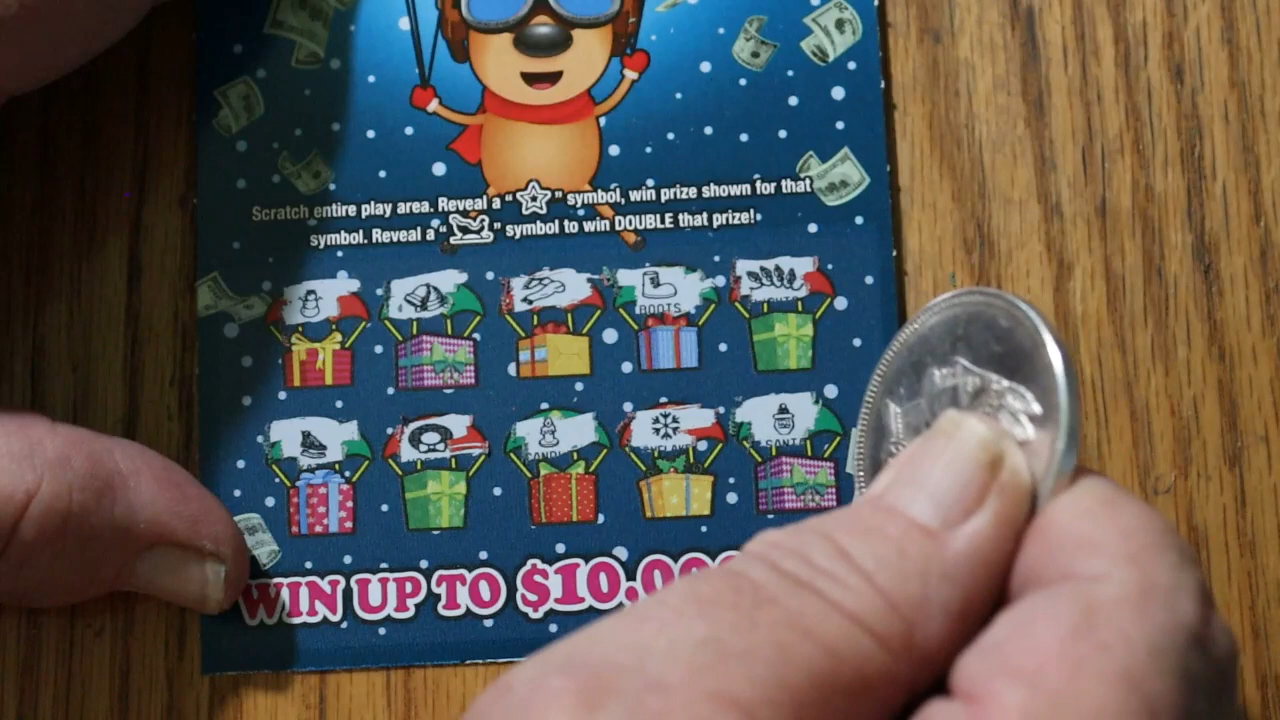 Scratch entire play area. Reveal a " " symbol, win prize shown for that
symbol. Reveal a " " symbol to win DOUBLE that prize!
BOOTS
SANTA
WIN UP TO $10,00